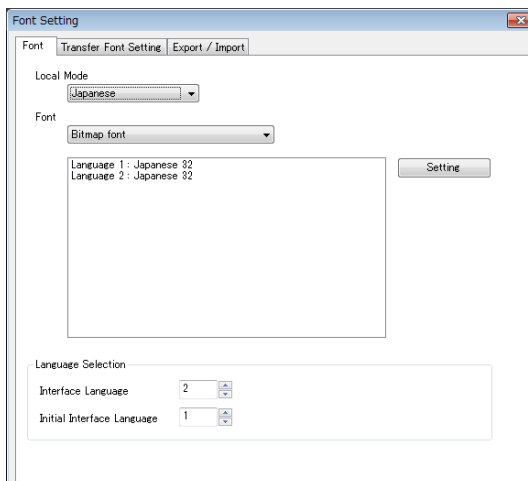 Font Setting
Font Transfer Font Setting Export / Import
Local Mode
Japanese
Font
Bitmap font
Language 1 : Japanese 32
Language 2 : Japanese 32
Setting
Language Selection
Interface Language 2
Initial Interface Language 1